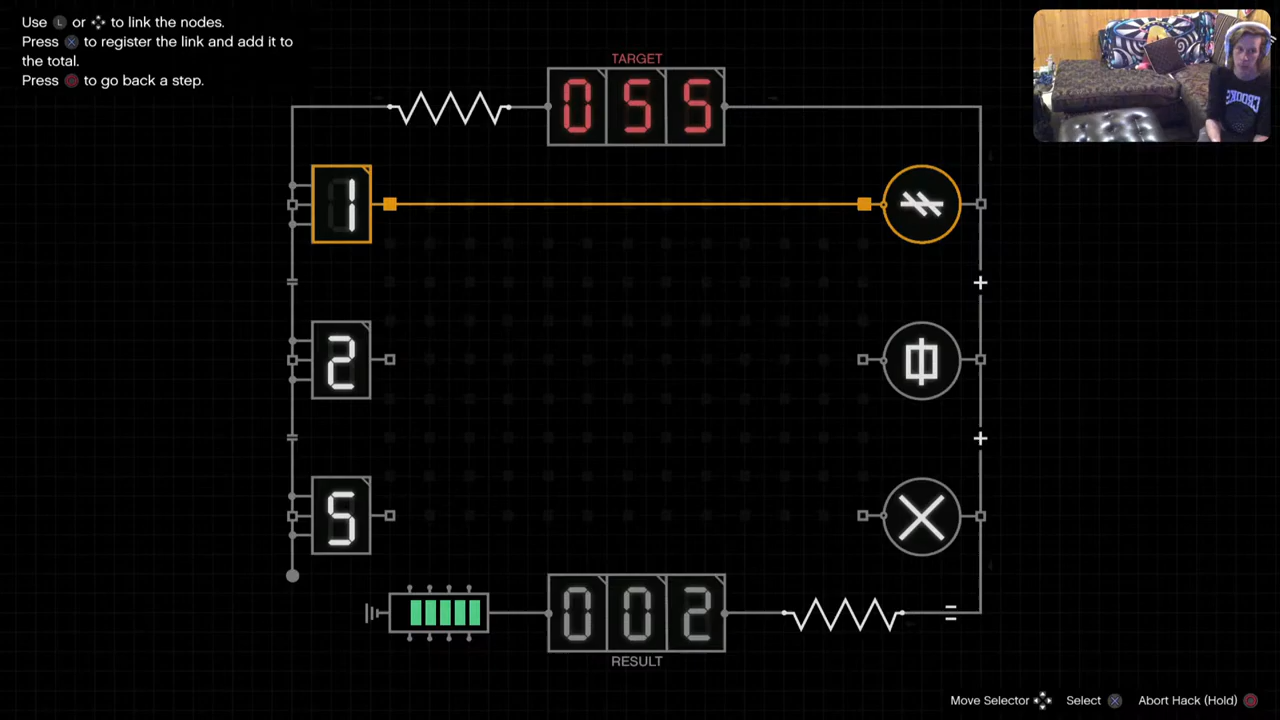 Use L or to link the nodes.
Press to register the link and add it to
the total.
Press to go back a step.
TARGET
055
1
2
5
+
+
=
002
RESULT
CROOKS
Move Selector Select Abort Hack (Hold)